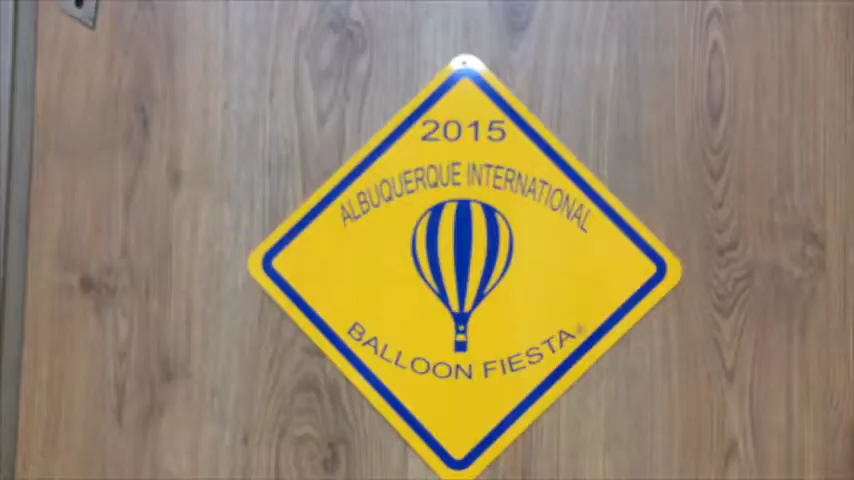 2015
ALBUQUERQUE INTERNATIONAL
BALLOON FIESTA®